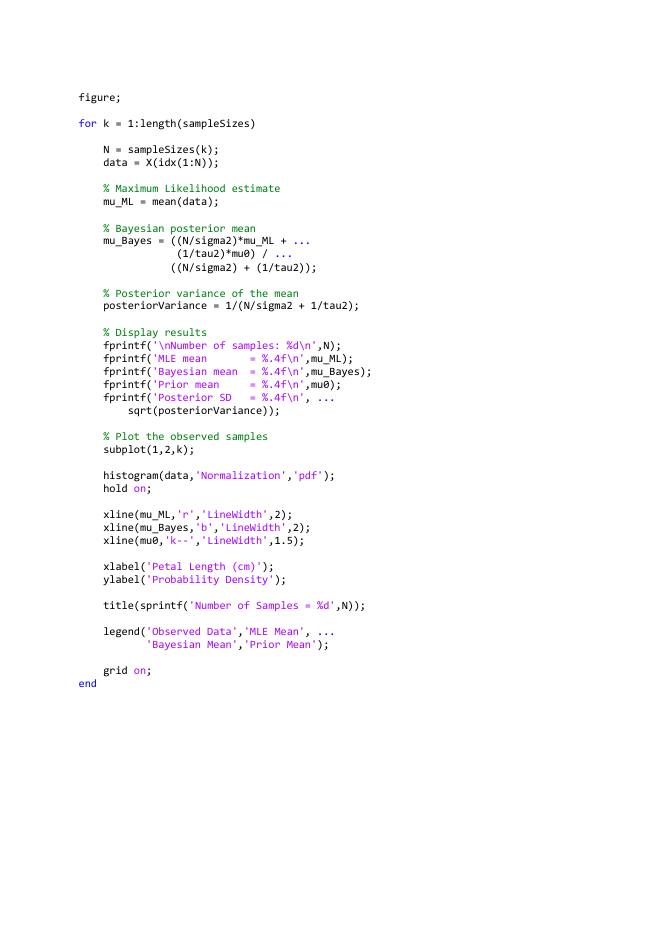 figure;
for k = 1:length(sampleSizes)
    N = sampleSizes(k);
    data = X(idx(1:N));
    % Maximum Likelihood estimate
    mu_ML = mean(data);
    % Bayesian posterior mean
    mu_Bayes = ((N/sigma2)*mu_ML + ...
                (1/tau2)*mu0) / ...
               ((N/sigma2) + (1/tau2));
    % Posterior variance of the mean
    posteriorVariance = 1/(N/sigma2 + 1/tau2);
    % Display results
    fprintf('\nNumber of samples: %d\n',N);
    fprintf('MLE mean       = %.4f\n',mu_ML);
    fprintf('Bayesian mean  = %.4f\n',mu_Bayes);
    fprintf('Prior mean     = %.4f\n',mu0);
    fprintf('Posterior SD   = %.4f\n', ...
        sqrt(posteriorVariance));
    % Plot the observed samples
    subplot(1,2,k);
    histogram(data,'Normalization','pdf');
    hold on;
    xline(mu_ML,'r','LineWidth',2);
    xline(mu_Bayes,'b','LineWidth',2);
    xline(mu0,'k--','LineWidth',1.5);
    xlabel('Petal Length (cm)');
    ylabel('Probability Density');
    title(sprintf('Number of Samples = %d',N));
    legend('Observed Data','MLE Mean', ...
           'Bayesian Mean','Prior Mean');
    grid on;
end